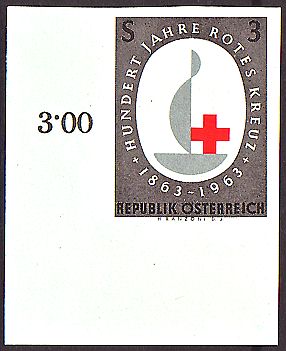 S 3
HUNDERT JAHRE ROTES KREUZ
+ 1863-1963 +
3·00
REPUBLIK ÖSTERREICH